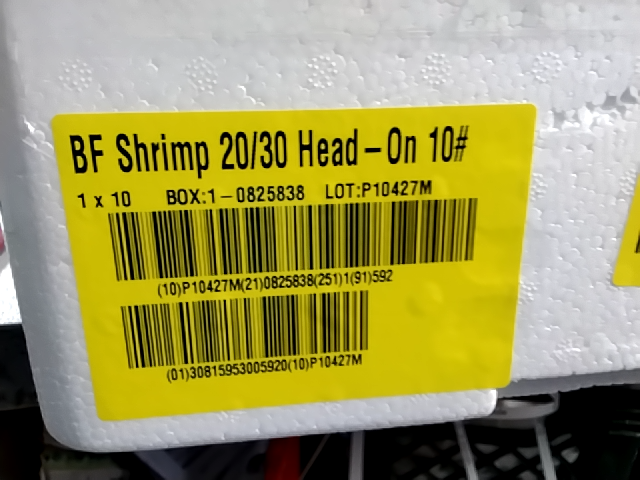 BF Shrimp 20/30 Head-On 10#
1 x 10 BOX:1-0825838 LOT:P10427M
(10)P10427M(21)0825838(251)1(91)592
(01)30815953005920(10)P10427M